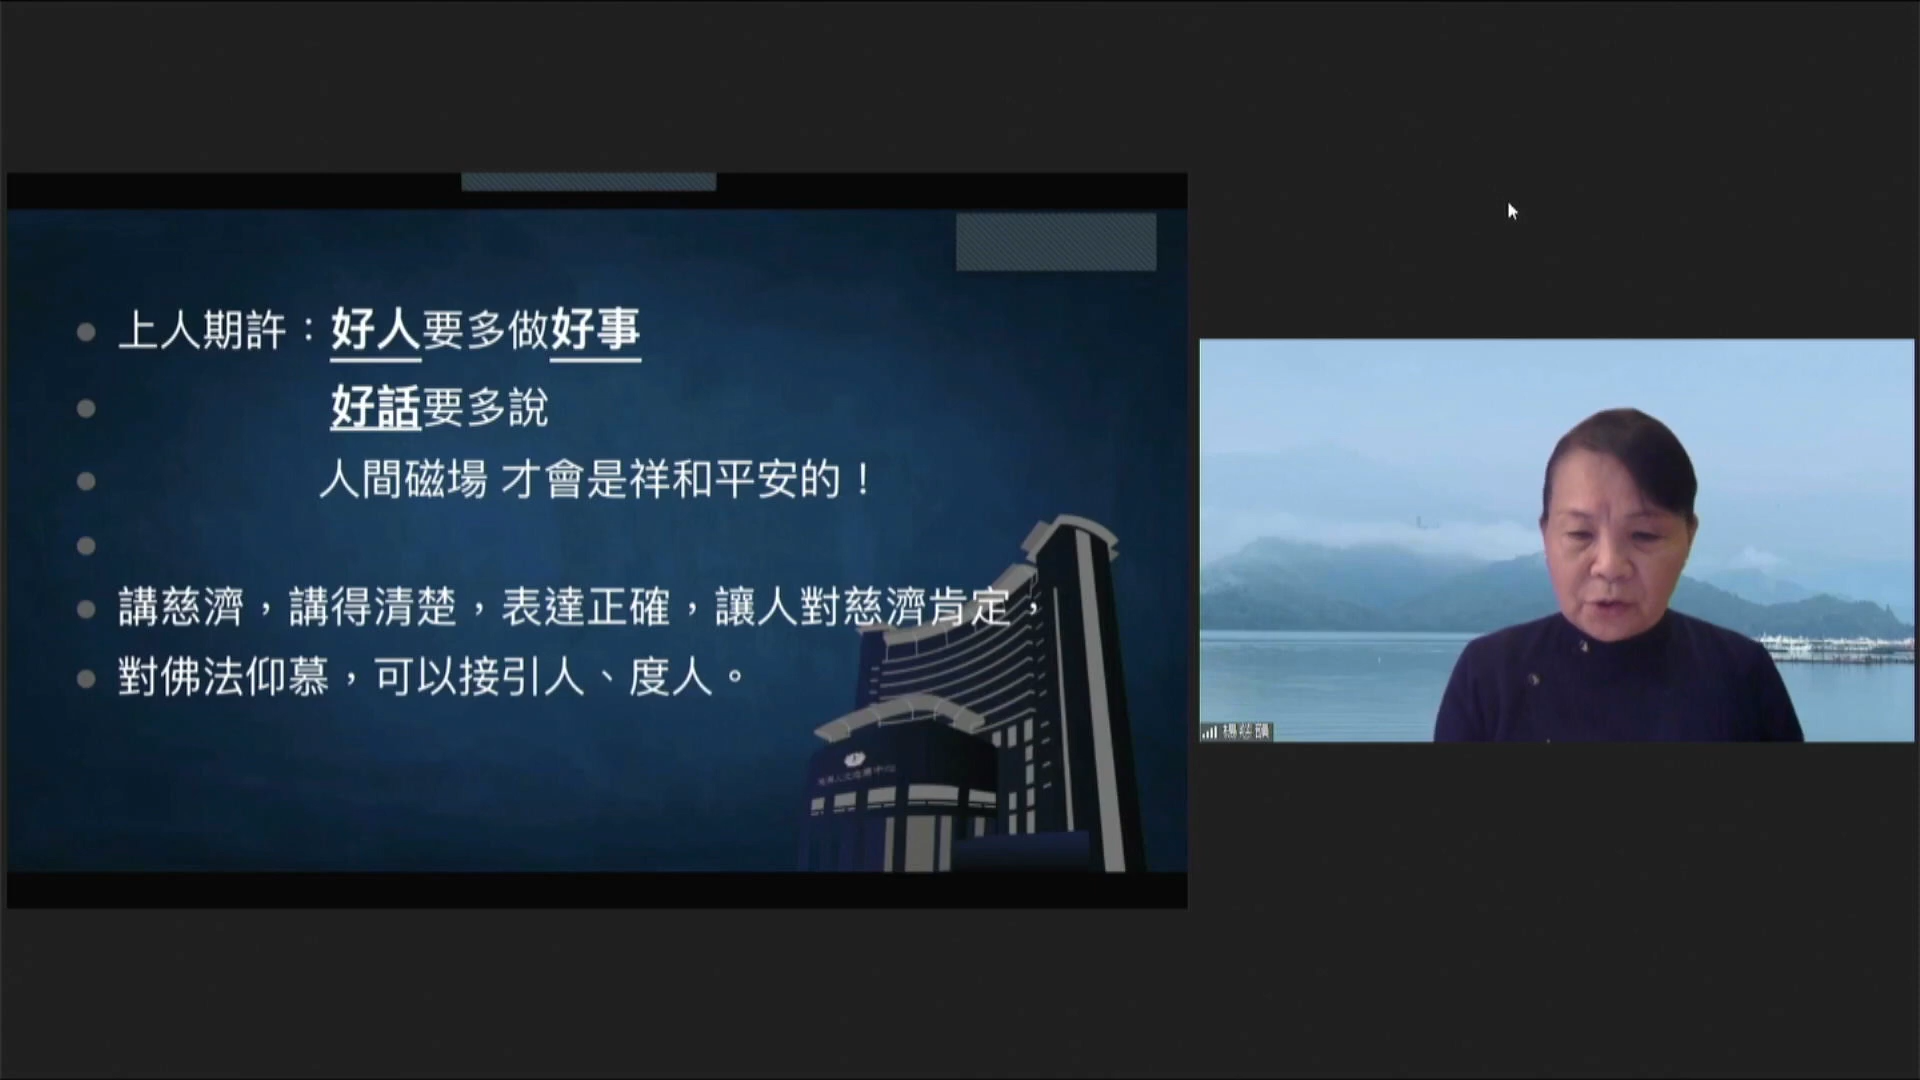 上人期許：好人要多做好事
好話要多說
人間磁場 才會是祥和平安的！
講慈濟，講得清楚，表達正確，讓人對慈濟肯定，
對佛法仰慕，可以接引人、度人。